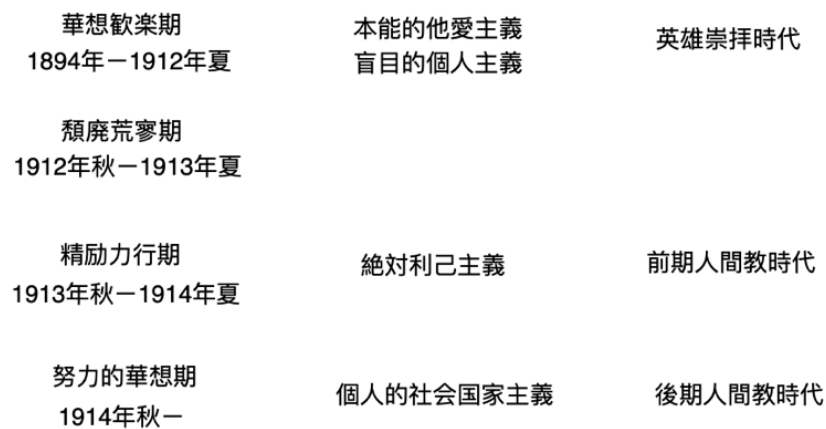 華想歓楽期
1894年－1912年夏
本能的他愛主義
盲目的個人主義
英雄崇拝時代
頽廃荒寥期
1912年秋－1913年夏
精励力行期
1913年秋－1914年夏
絶対利己主義
前期人間教時代
努力的華想期
1914年秋－
個人的社会国家主義
後期人間教時代